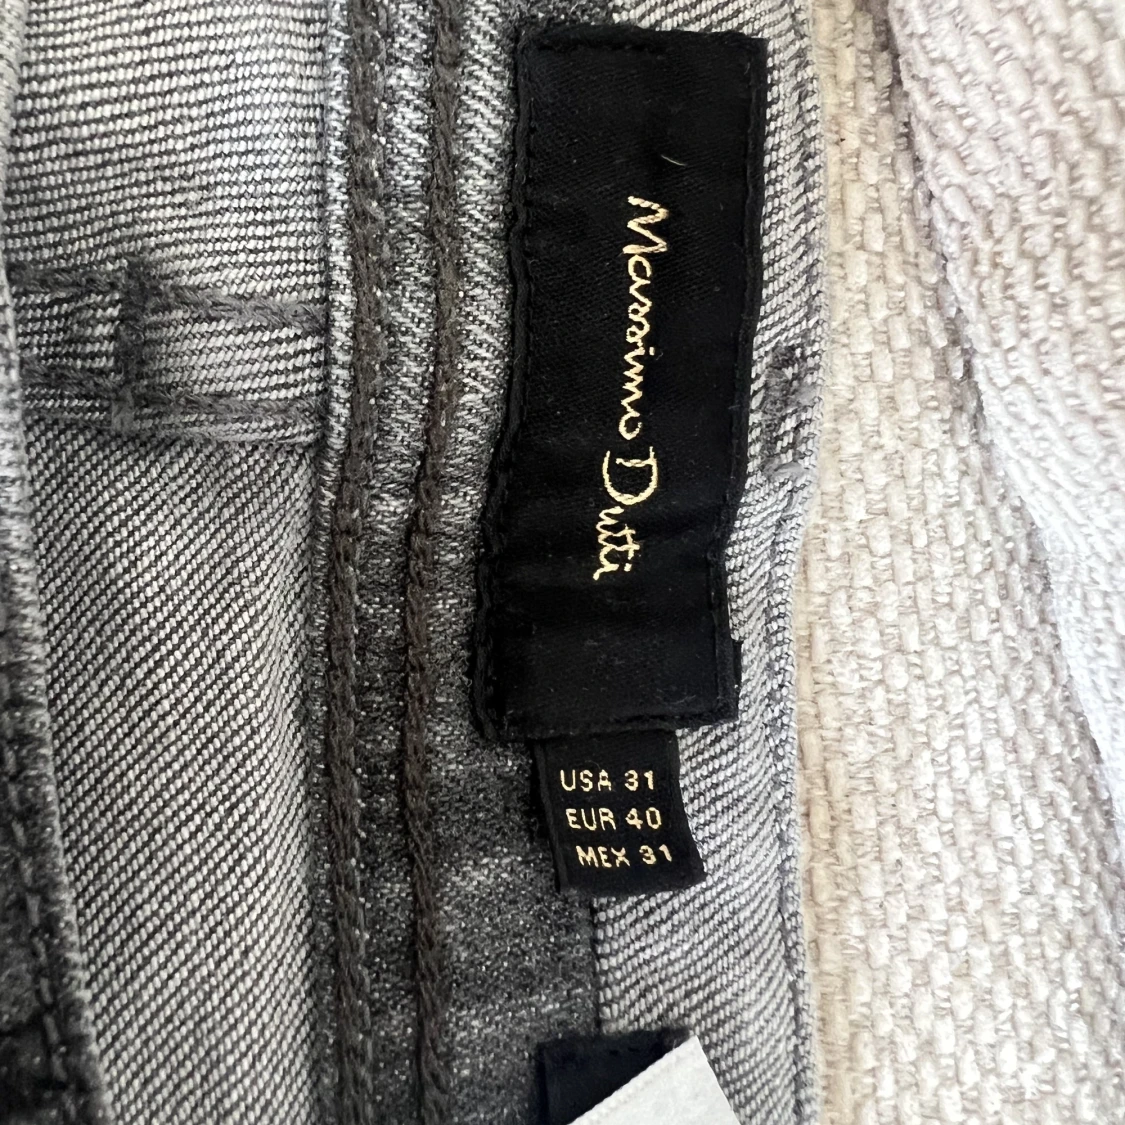 Massimo Dutti
USA 31
EUR 40
MEX 31